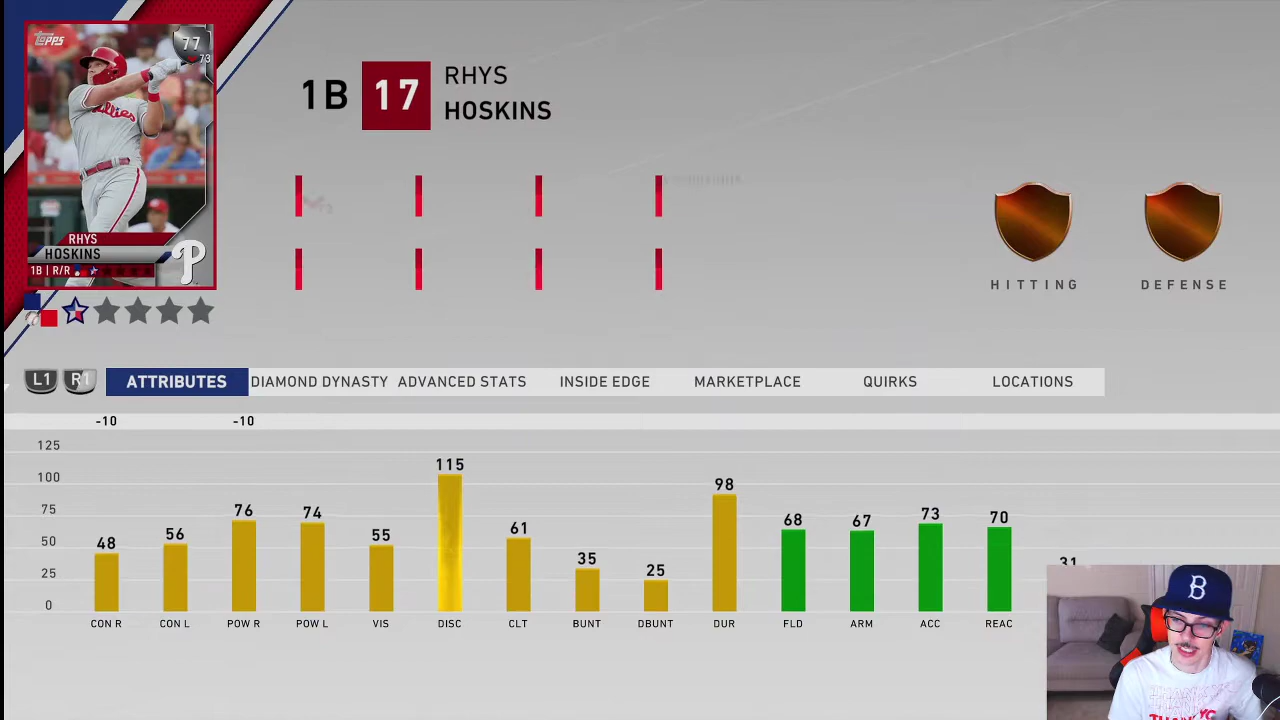 Topps
77
73
Phillies
RHYS
HOSKINS
1B | R/R
P
1B 17 RHYS
HOSKINS
HITTING DEFENSE
L1 R1 ATTRIBUTES DIAMOND DYNASTY ADVANCED STATS INSIDE EDGE MARKETPLACE QUIRKS LOCATIONS
-10 -10
125
100
75
50
25
0
48 56 76 74 55 115 61 35 25 98 68 67 73 70 31
CON R CON L POW R POW L VIS DISC CLT BUNT DBUNT DUR FLD ARM ACC REAC
B